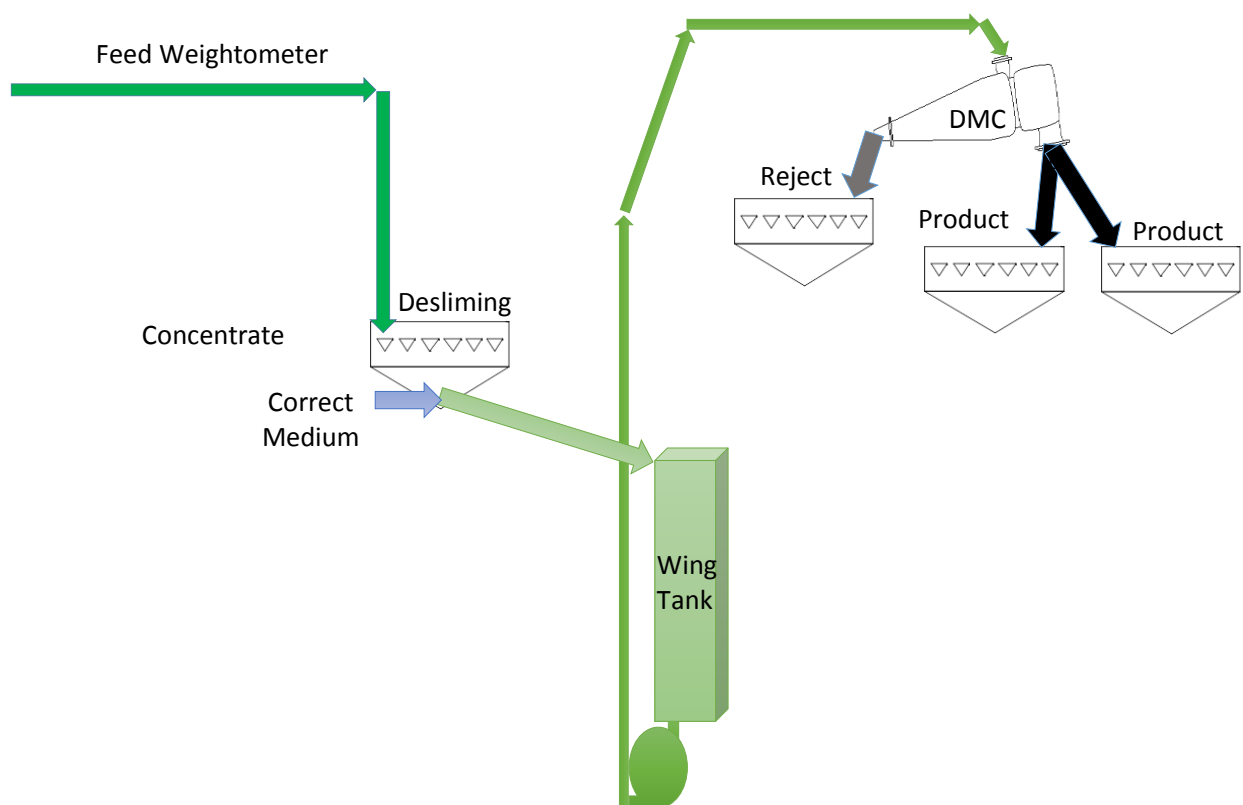 Feed Weightometer
DMC
Reject
Product
Product
Desliming
Concentrate
Correct
Medium
Wing
Tank